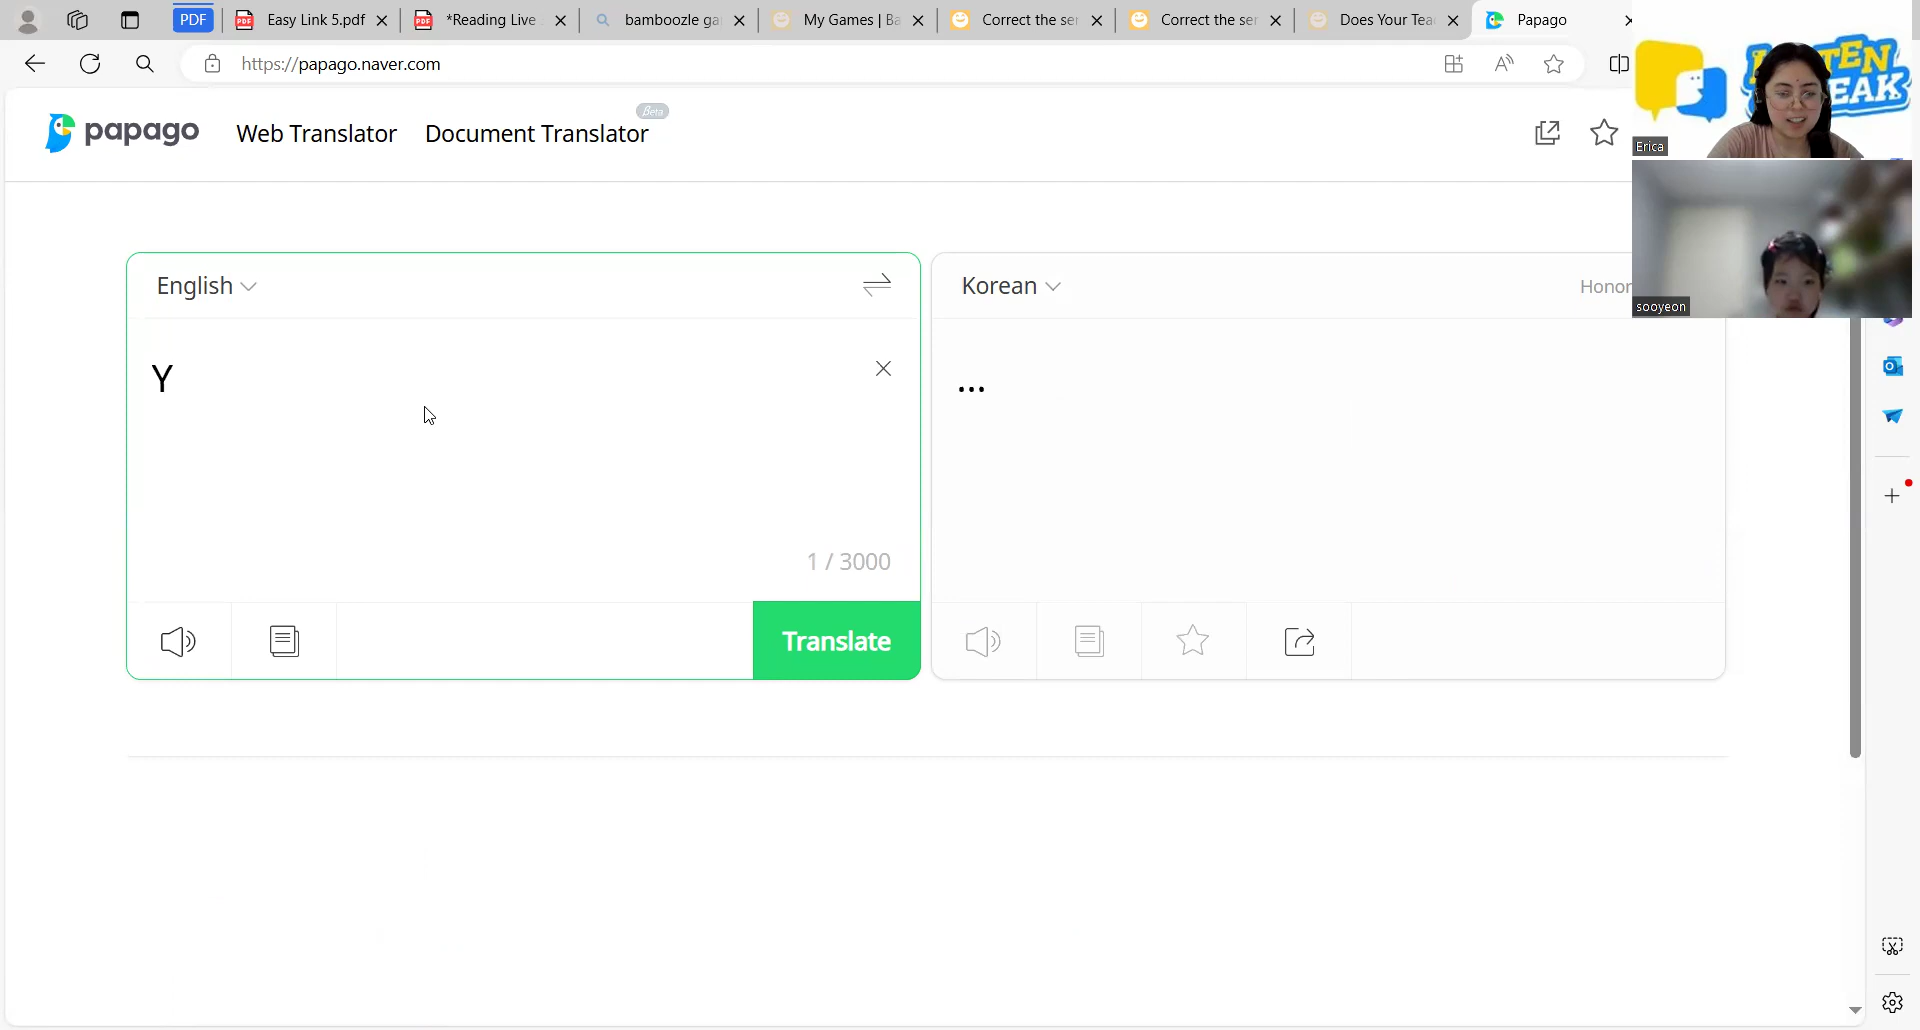 PDF
Easy Link 5.pdf
*Reading Live
bamboozle ga
My Games | Ba
Correct the se
Correct the se
Does Your Tea
Papago
https://papago.naver.com
papago
Web Translator
Document Translator
Beta
TEN
EAK
Erica
sooyeon
English
Korean
Honor
Y
...
1 / 3000
Translate